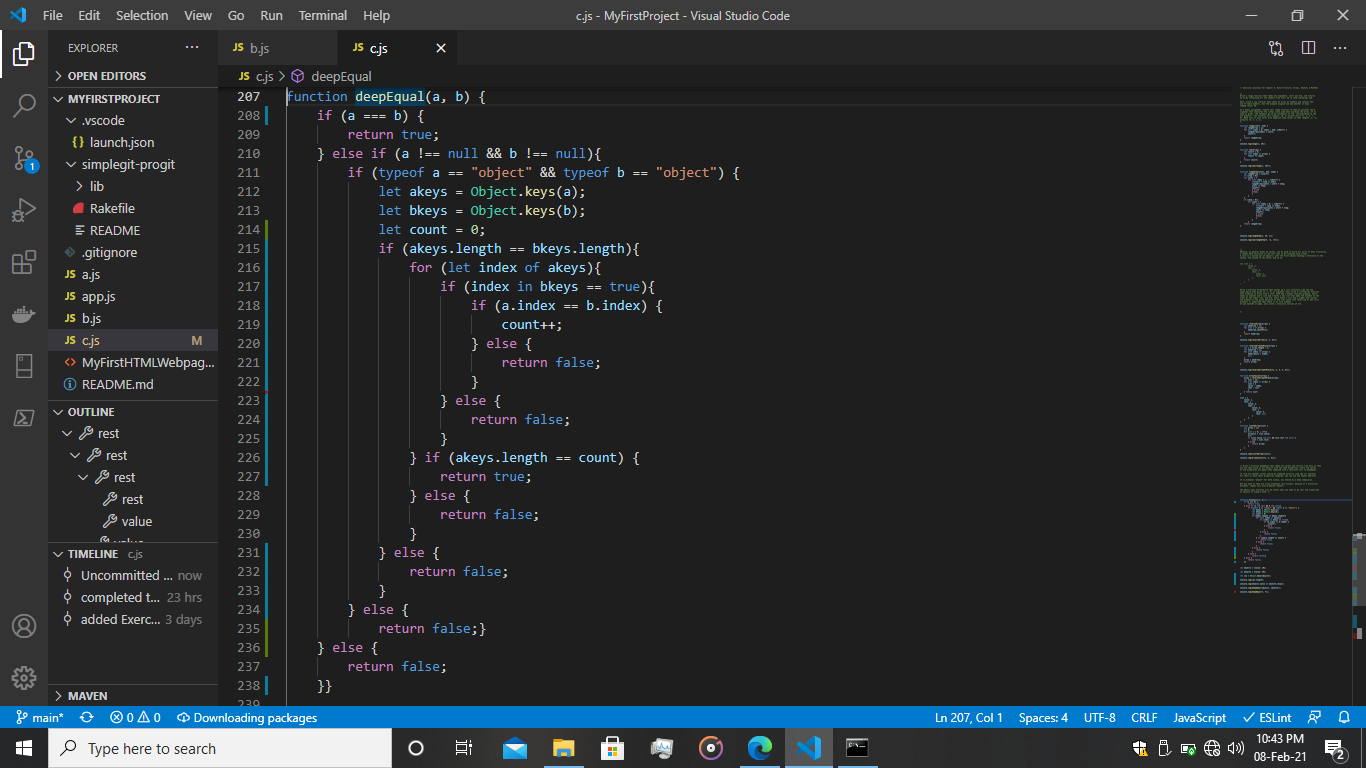 File Edit Selection View Go Run Terminal Help
c.js - MyFirstProject - Visual Studio Code
EXPLORER
OPEN EDITORS
MYFIRSTPROJECT
.vscode
{} launch.json
simplegit-progit
lib
Rakefile
README
.gitignore
JS a.js
JS app.js
JS b.js
JS c.js M
<> MyFirstHTMLWebpag...
README.md
OUTLINE
rest
rest
rest
rest
value
TIMELINE c.js
Uncommitted ... now
completed t... 23 hrs
added Exerc... 3 days
MAVEN
1
JS b.js
JS c.js
JS c.js > deepEqual
207 function deepEqual(a, b) {
208 if (a === b) {
209 return true;
210 } else if (a !== null && b !== null){
211 if (typeof a == "object" && typeof b == "object") {
212 let akeys = Object.keys(a);
213 let bkeys = Object.keys(b);
214 let count = 0;
215 if (akeys.length == bkeys.length){
216 for (let index of akeys){
217 if (index in bkeys == true){
218 if (a.index == b.index) {
219 count++;
220 } else {
221 return false;
222 }
223 } else {
224 return false;
225 }
226 } if (akeys.length == count) {
227 return true;
228 } else {
229 return false;
230 }
231 } else {
232 return false;
233 }
234 } else {
235 return false;}
236 } else {
237 return false;
238 }}
239
main* 0 0 Downloading packages
Ln 207, Col 1 Spaces: 4 UTF-8 CRLF JavaScript ESLint
Type here to search
10:43 PM
08-Feb-21
2